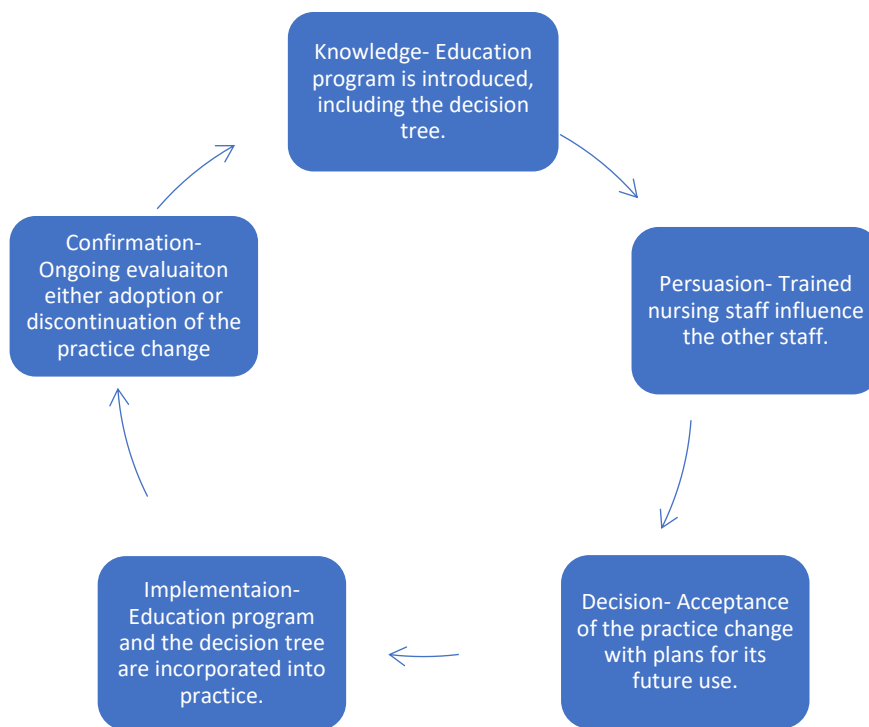 Knowledge- Education
program is introduced,
including the decision
tree.
Persuasion- Trained
nursing staff influence
the other staff.
Decision- Acceptance
of the practice change
with plans for its
future use.
Implementaion-
Education program
and the decision tree
are incorporated into
practice.
Confirmation-
Ongoing evaluaiton
either adoption or
discontinuation of the
practice change